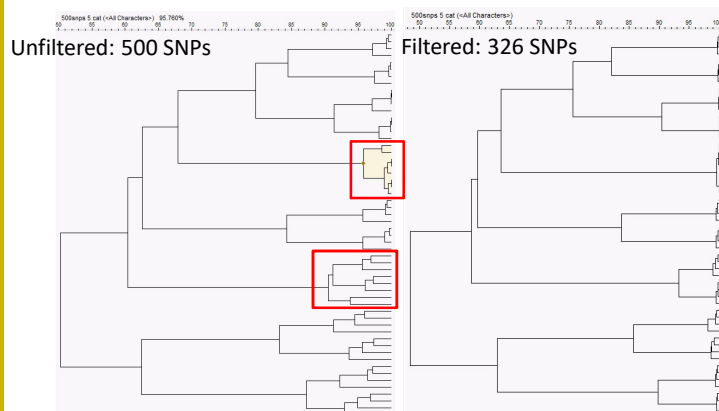 500snps 5 cat (<All Characters>) 95.760%
50 55 60 65 70 75 80 85 90 95 100
Unfiltered: 500 SNPs
500snps 5 cat (<All Characters>)
50 55 60 65 70 75 80 85 90 95 100
Filtered: 326 SNPs